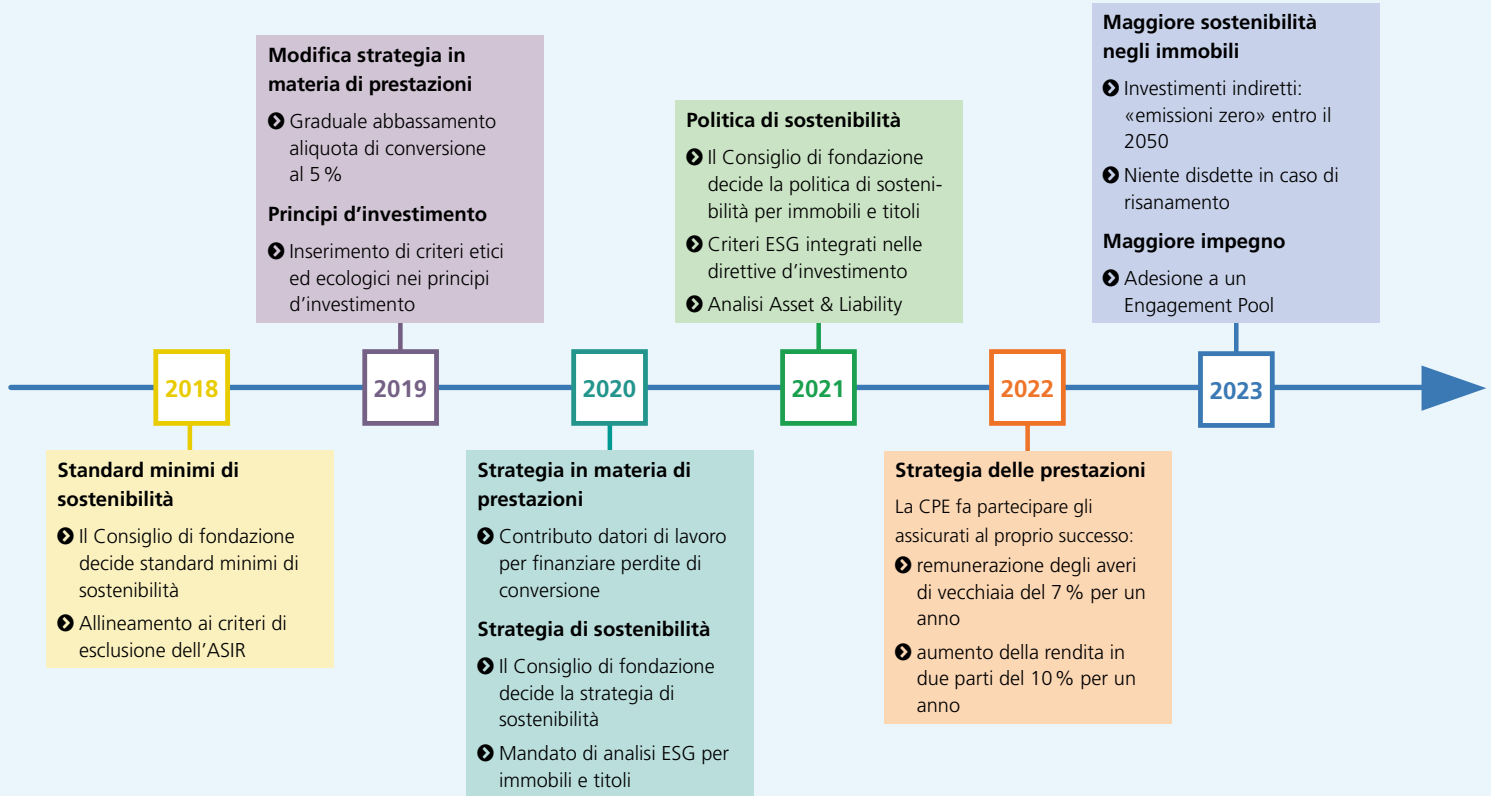 Modifica strategia in
materia di prestazioni
Graduale abbassamento
aliquota di conversione
al 5 %
Principi d'investimento
Inserimento di criteri etici
ed ecologici nei principi
d'investimento
Politica di sostenibilità
Il Consiglio di fondazione
decide la politica di sosteni-
bilità per immobili e titoli
Criteri ESG integrati nelle
direttive d'investimento
Analisi Asset & Liability
Maggiore sostenibilità
negli immobili
Investimenti indiretti:
«emissioni zero» entro il
2050
Niente disdette in caso di
risanamento
Maggiore impegno
Adesione a un
Engagement Pool
2018
2019
2020
2021
2022
2023
Standard minimi di
sostenibilità
Il Consiglio di fondazione
decide standard minimi di
sostenibilità
Allineamento ai criteri di
esclusione dell'ASIR
Strategia in materia di
prestazioni
Contributo datori di lavoro
per finanziare perdite di
conversione
Strategia di sostenibilità
Il Consiglio di fondazione
decide la strategia di
sostenibilità
Mandato di analisi ESG per
immobili e titoli
Strategia delle prestazioni
La CPE fa partecipare gli
assicurati al proprio successo:
remunerazione degli averi
di vecchiaia del 7 % per un
anno
aumento della rendita in
due parti del 10 % per un
anno